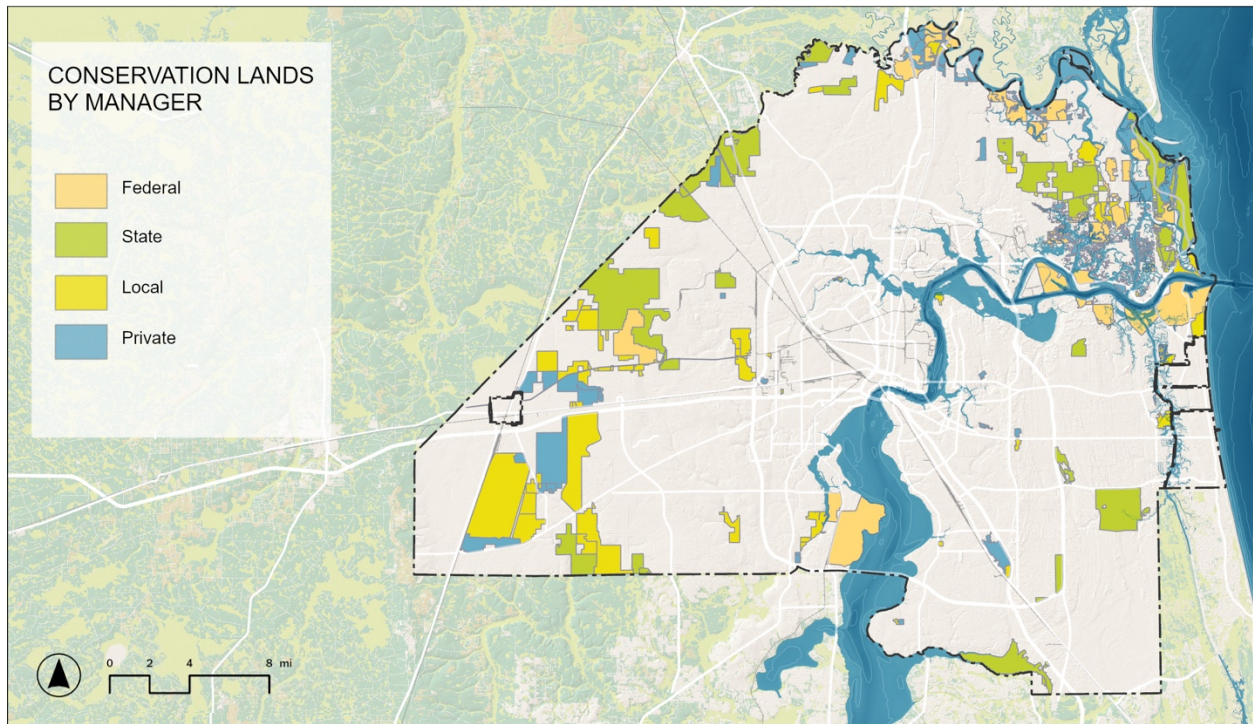 CONSERVATION LANDS
BY MANAGER
Federal
State
Local
Private
0 2 4 8 mi